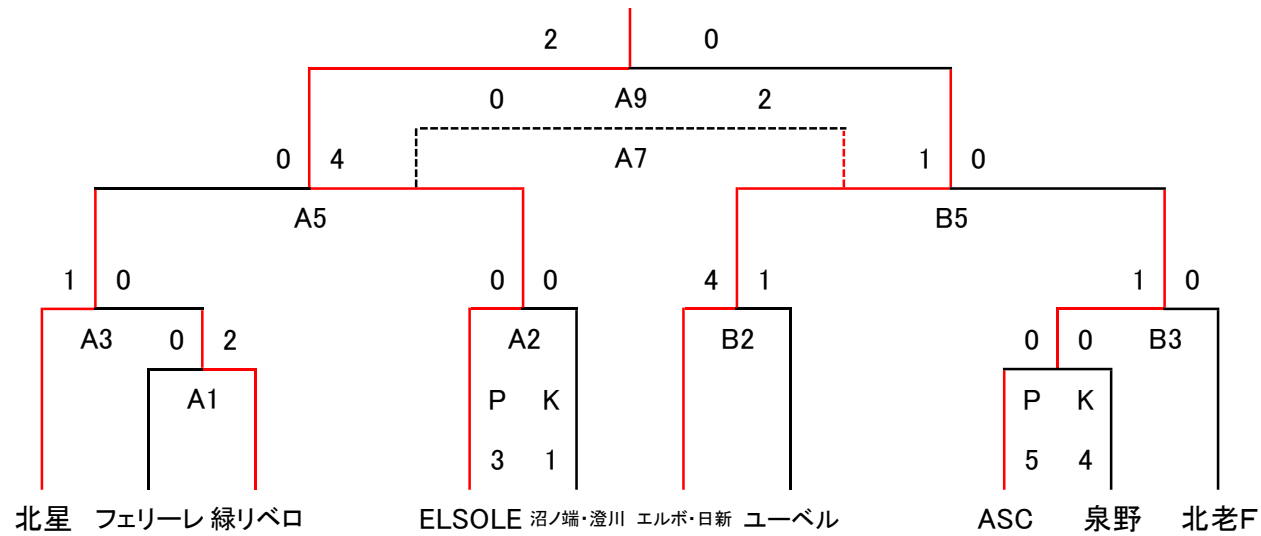 2 0
0 A9 2
0 4 A7 1 0
A5 B5
1 0 0 0 4 1 1 0
A3 0 2 A2 B2 0 0 B3
A1 P K P K
3 1 5 4
北星 フェリーレ 緑リベロ ELSOLE 沼ノ端・澄川 エルボ・日新 ユーベル ASC 泉野 北老F